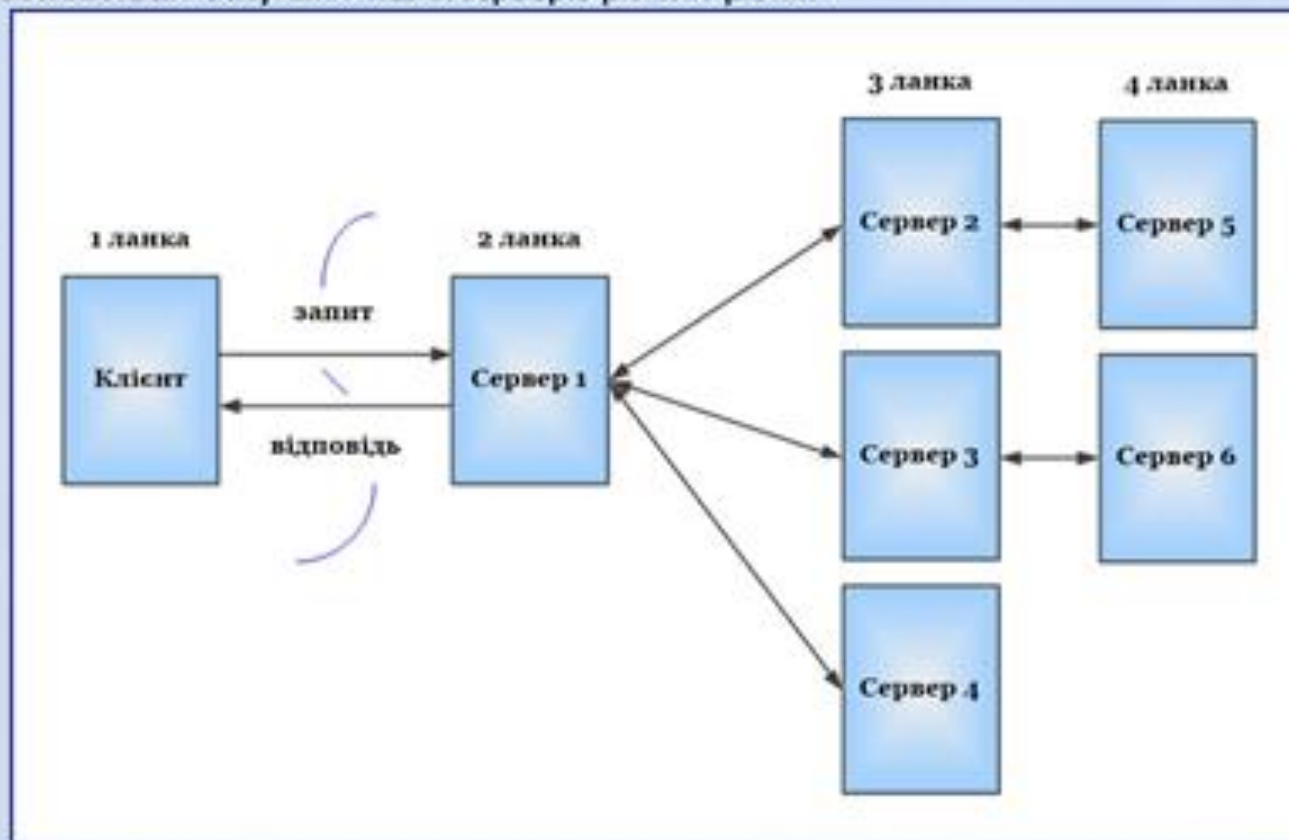 1 ланка
Клієнт
запит
відповідь
2 ланка
Сервер 1
3 ланка
Сервер 2
Сервер 3
Сервер 4
4 ланка
Сервер 5
Сервер 6